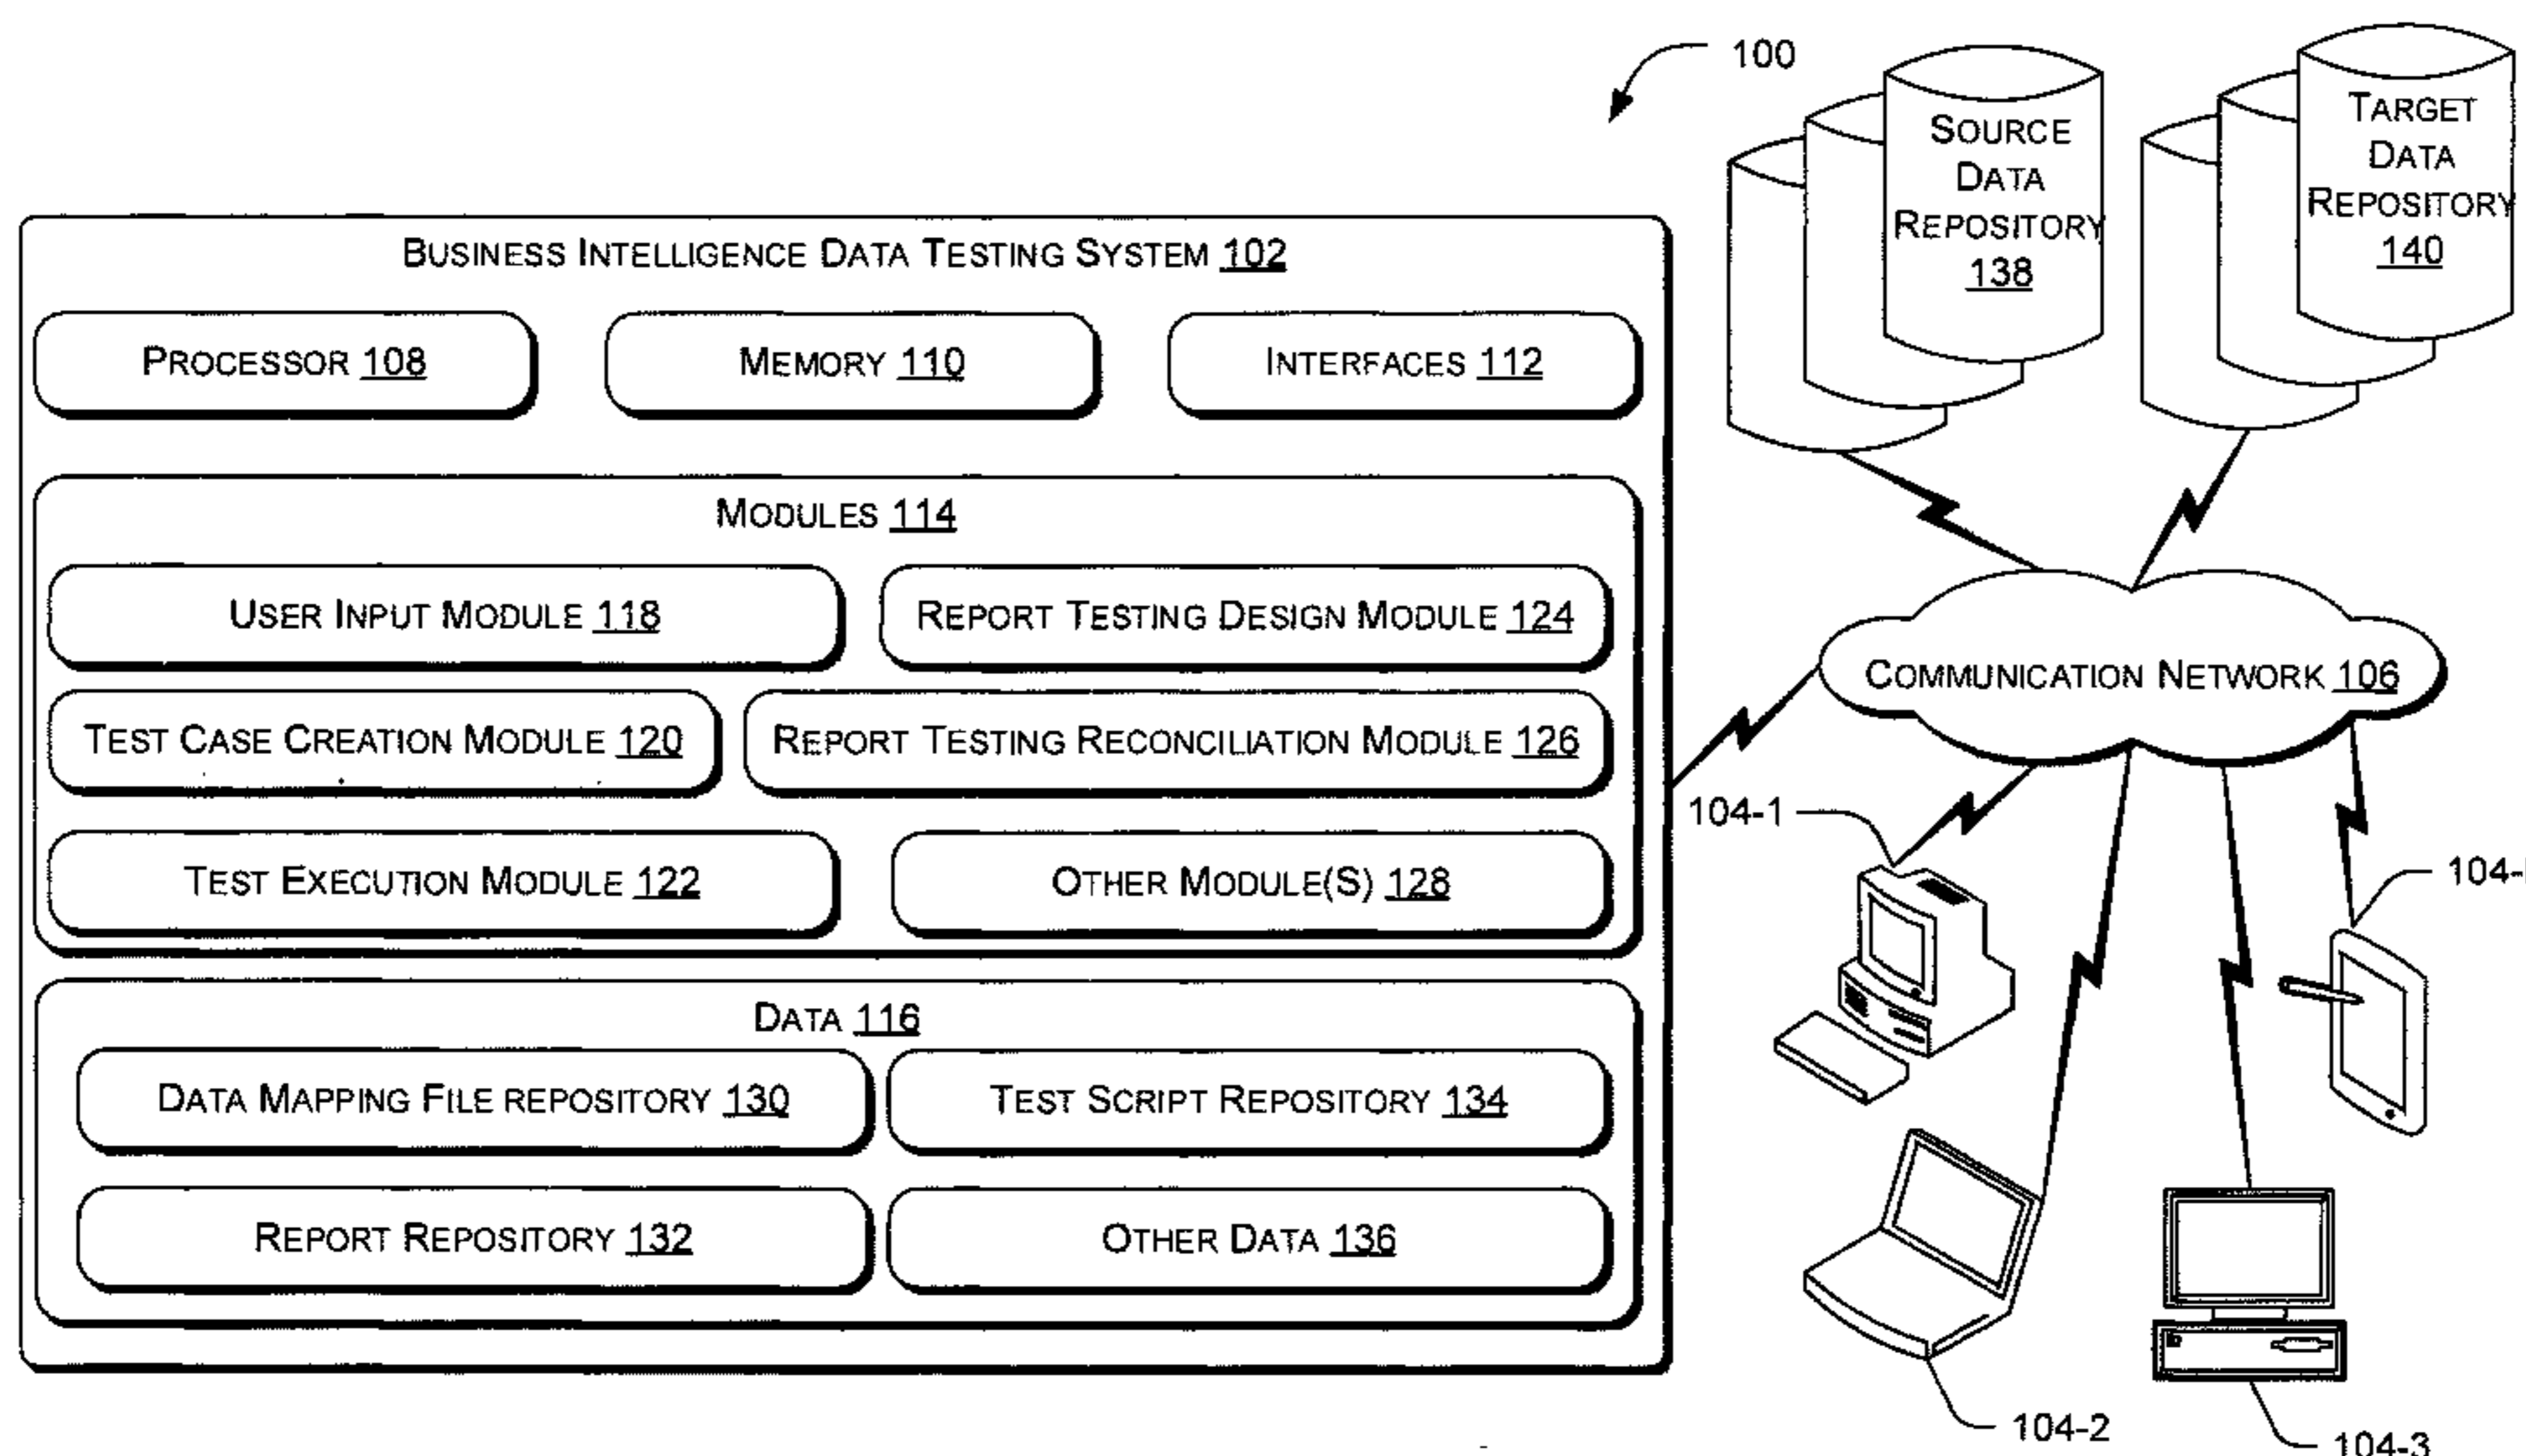 100
SOURCE
DATA
REPOSITORY
138
TARGET
DATA
REPOSITORY
140
BUSINESS INTELLIGENCE DATA TESTING SYSTEM 102
PROCESSOR 108
MEMORY 110
INTERFACES 112
MODULES 114
USER INPUT MODULE 118
REPORT TESTING DESIGN MODULE 124
TEST CASE CREATION MODULE 120
REPORT TESTING RECONCILIATION MODULE 126
TEST EXECUTION MODULE 122
OTHER MODULE(S) 128
DATA 116
DATA MAPPING FILE REPOSITORY 130
TEST SCRIPT REPOSITORY 134
REPORT REPOSITORY 132
OTHER DATA 136
COMMUNICATION NETWORK 106
104-1
104-2
104-3